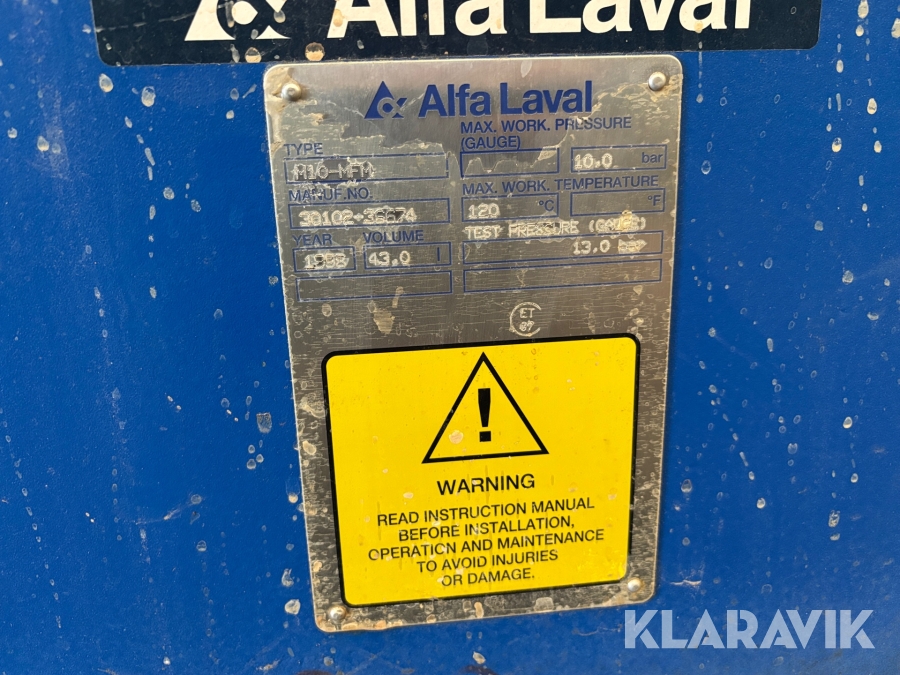 Alfa Laval
Alfa Laval
TYPE
M10-MFM
MAX. WORK. PRESSURE
(GAUGE)
10.0 bar
MANUF.NO.
MAX. WORK. TEMPERATURE
120 °C °F
YEAR VOLUME
43.0 l
TEST PRESSURE (GAUGE)
13.0 bar
ET
WARNING
READ INSTRUCTION MANUAL
BEFORE INSTALLATION,
OPERATION AND MAINTENANCE
TO AVOID INJURIES
OR DAMAGE.
KLARAVIK